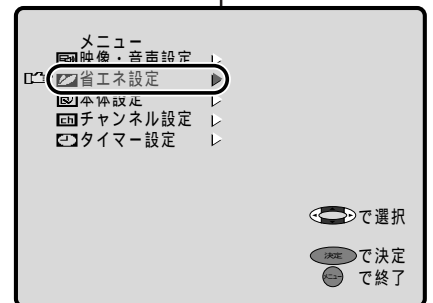 メニュー
映像・音声設定
省エネ設定
本体設定
ch チャンネル設定
タイマー設定
で選択
決定 で決定
メニュー で終了